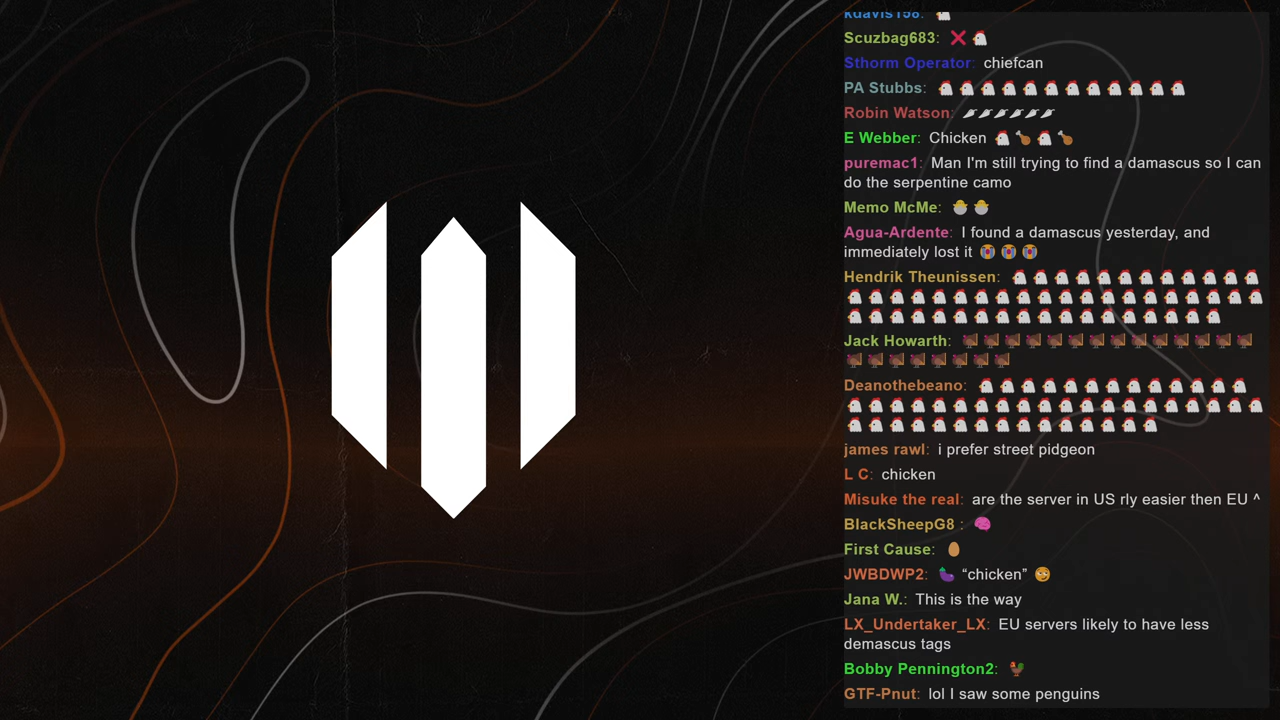 kdavis158: 🐔
Scuzbag683: ❌ 🐔
Sthorm Operator: chiefcan
PA Stubbs: 🐔 🐔 🐔 🐔 🐔 🐔 🐔 🐔 🐔 🐔 🐔 🐔
Robin Watson:
E Webber: Chicken 🐔 🍗 🐔 🍗
puremac1: Man I'm still trying to find a damascus so I can
do the serpentine camo
Memo McMe:
Agua-Ardente: I found a damascus yesterday, and
immediately lost it 😭 😭 😭
Hendrik Theunissen:
Jack Howarth:
Deanothebeano:
james rawl: i prefer street pidgeon
L C: chicken
Misuke the real: are the server in US rly easier then EU ^
BlackSheepG8 : 🧠
First Cause: 🥚
JWBDWP2: 🍆 “chicken”
Jana W.: This is the way
LX_Undertaker_LX: EU servers likely to have less
demascus tags
Bobby Pennington2: 🐓
GTF-Pnut: lol I saw some penguins